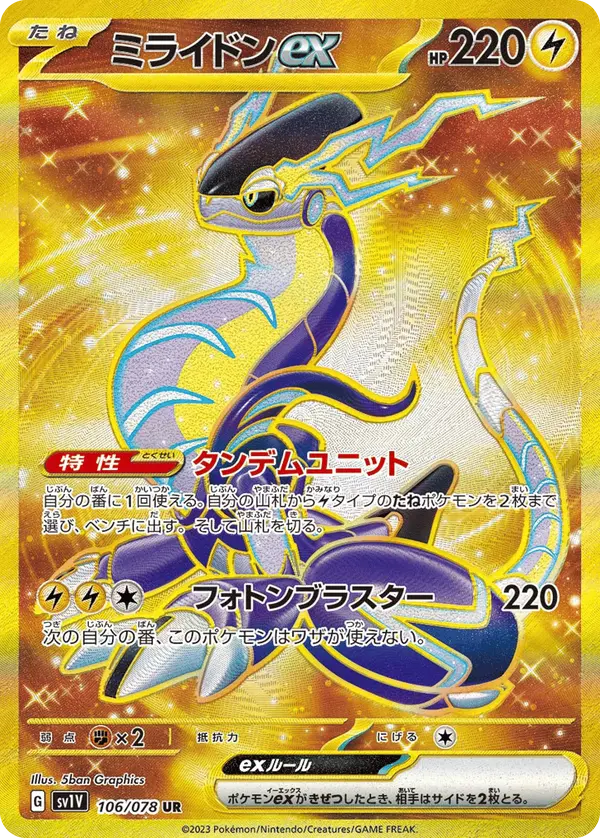 たね ミライドンex HP220
特性 とくせい タンデムユニット
自分の番に1回使える。自分の山札から タイプのたねポケモンを2枚まで
選び、ベンチに出す。そして山札を切る。
フォトンブラスター 220
次の自分の番、このポケモンはワザが使えない。
弱点 ×2 抵抗力 にげる
exルール
ポケモンexがきぜつしたとき、相手はサイドを2枚とる。
Illus. 5ban Graphics
G sv1V 106/078 UR
©2023 Pokémon/Nintendo/Creatures/GAME FREAK.